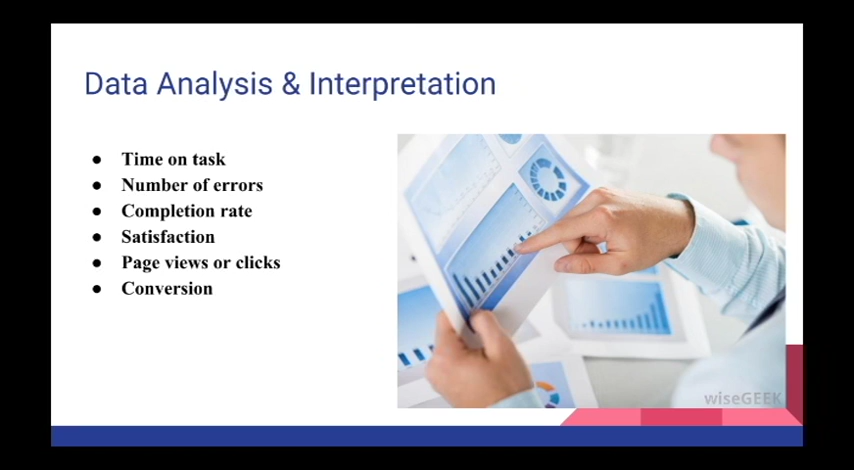 Data Analysis & Interpretation
● Time on task
● Number of errors
● Completion rate
● Satisfaction
● Page views or clicks
● Conversion
wiseGEEK